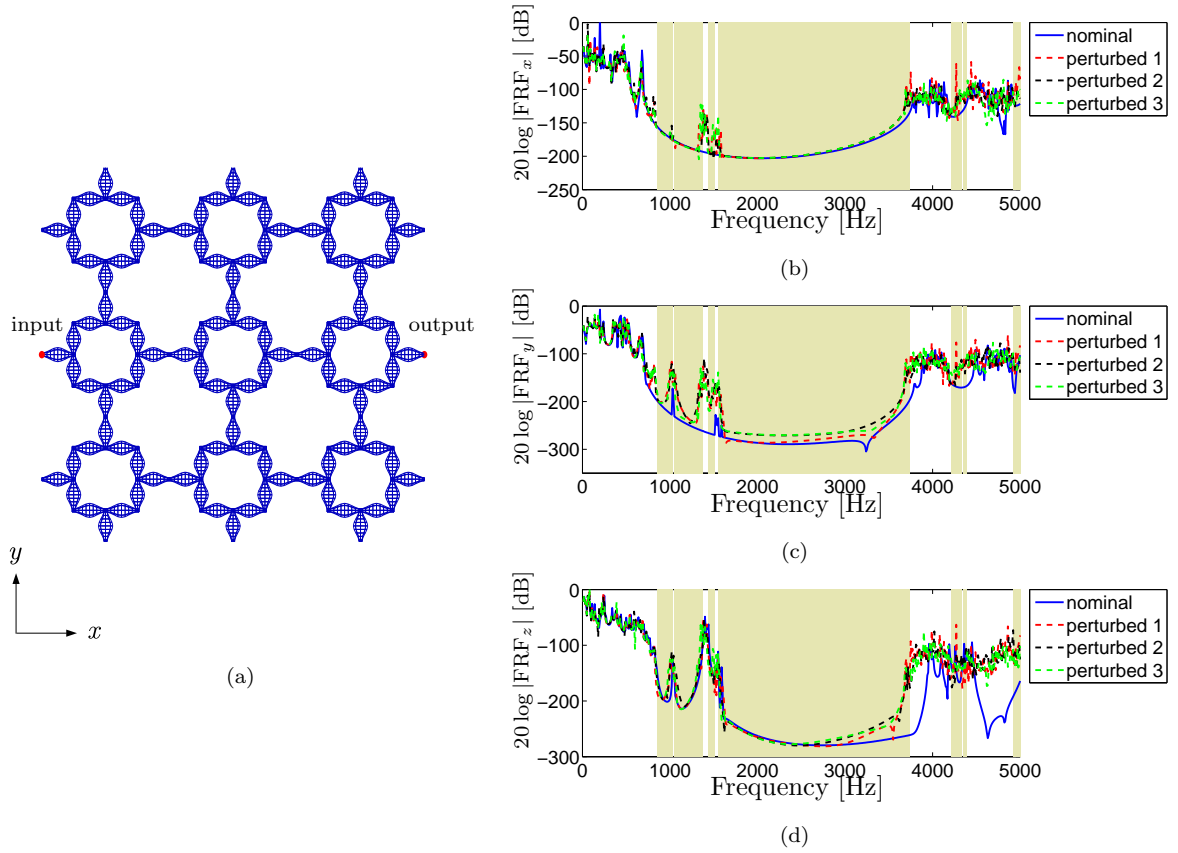 input
output
y
x
(a)
20 log |FRFx| [dB]
0
−50
−100
−150
−200
−250
0
1000
2000
3000
4000
5000
Frequency [Hz]
nominal
perturbed 1
perturbed 2
perturbed 3
(b)
20 log |FRFy| [dB]
0
−100
−200
−300
0
1000
2000
3000
4000
5000
Frequency [Hz]
nominal
perturbed 1
perturbed 2
perturbed 3
(c)
20 log |FRFz| [dB]
0
−100
−200
−300
0
1000
2000
3000
4000
5000
Frequency [Hz]
nominal
perturbed 1
perturbed 2
perturbed 3
(d)